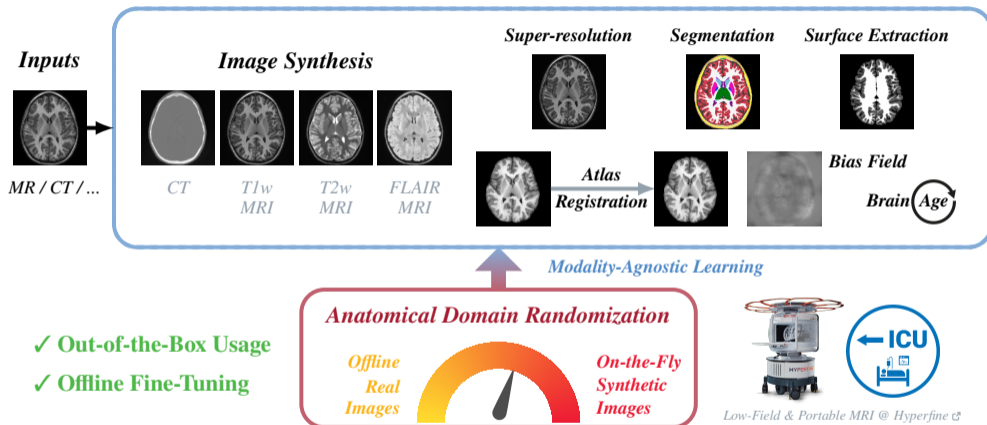 Inputs
MR / CT / ...
Image Synthesis
CT
T1w
MRI
T2w
MRI
FLAIR
MRI
Super-resolution
Segmentation
Surface Extraction
Atlas
Registration
Bias Field
Brain Age
Modality-Agnostic Learning
✓ Out-of-the-Box Usage
✓ Offline Fine-Tuning
Anatomical Domain Randomization
Offline
Real
Images
On-the-Fly
Synthetic
Images
ICU
Low-Field & Portable MRI @ Hyperfine